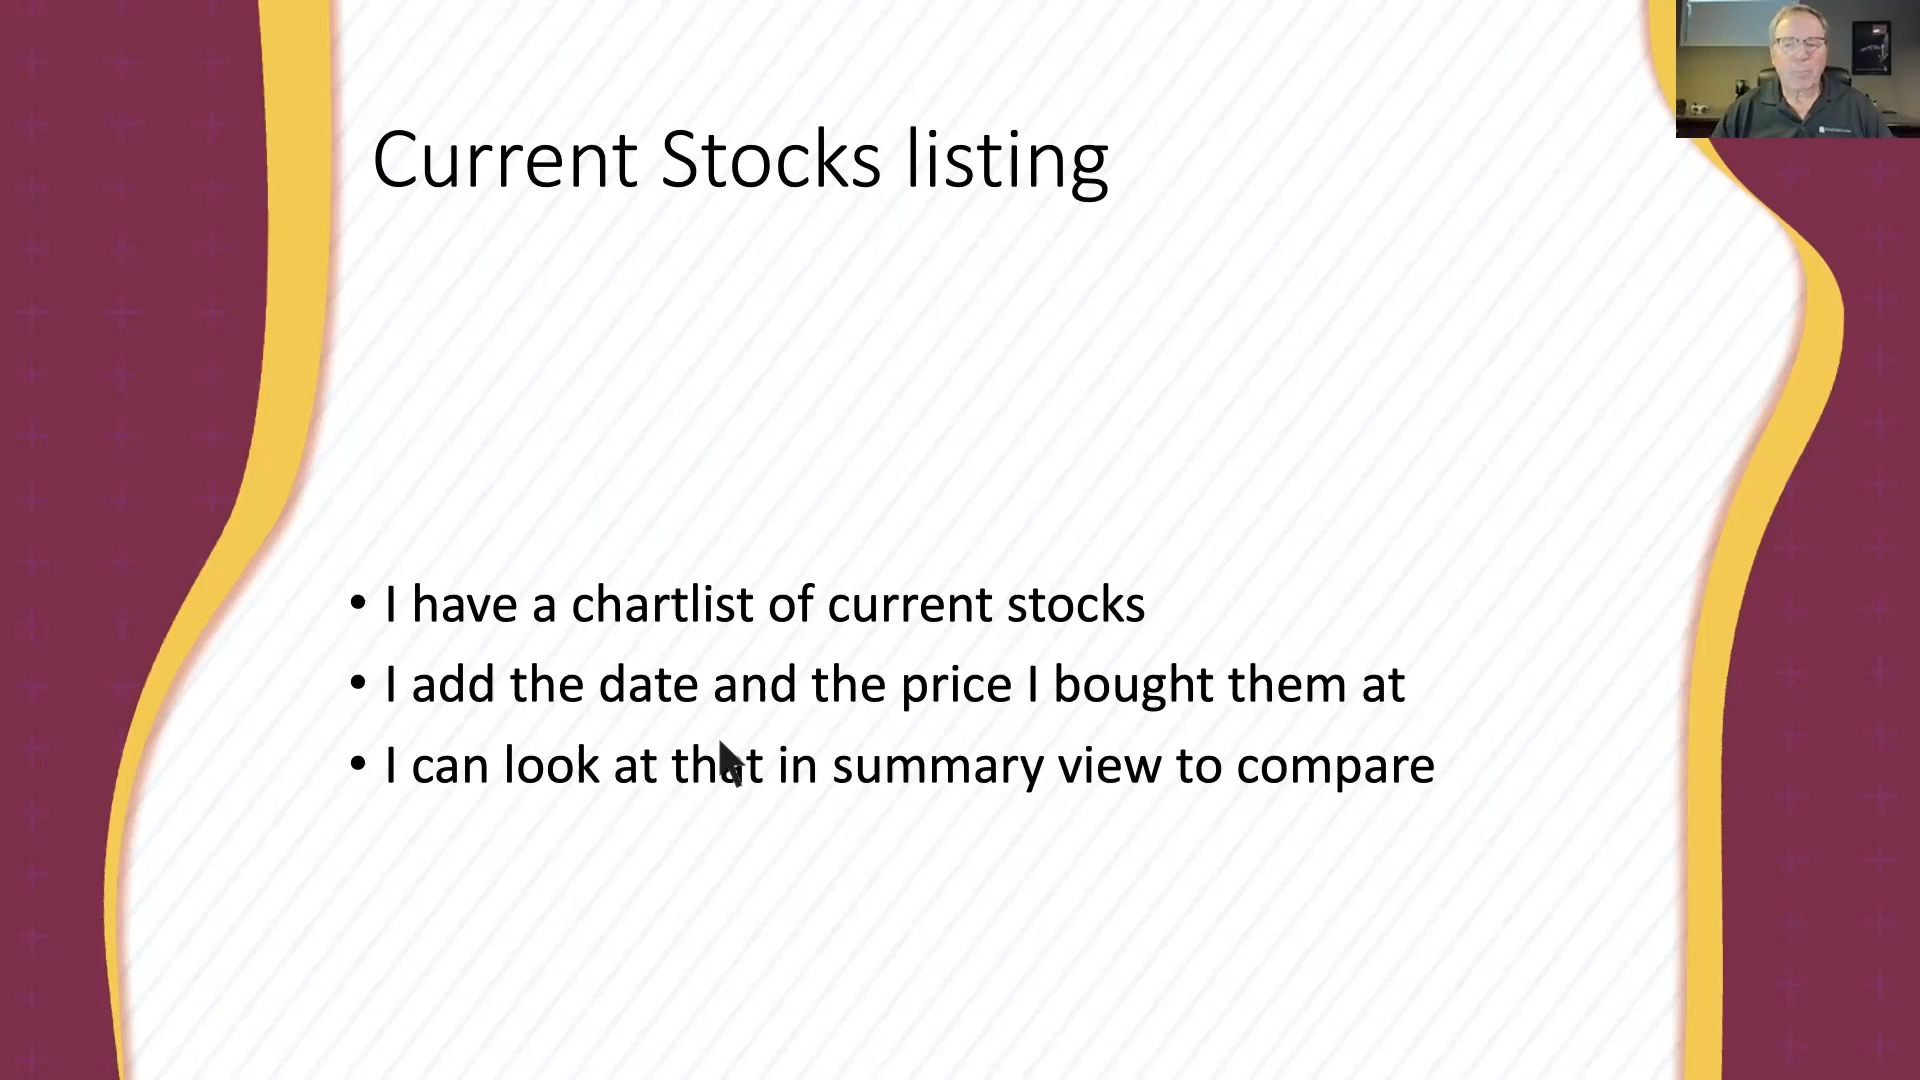 Current Stocks listing
• I have a chartlist of current stocks
• I add the date and the price I bought them at
• I can look at that in summary view to compare